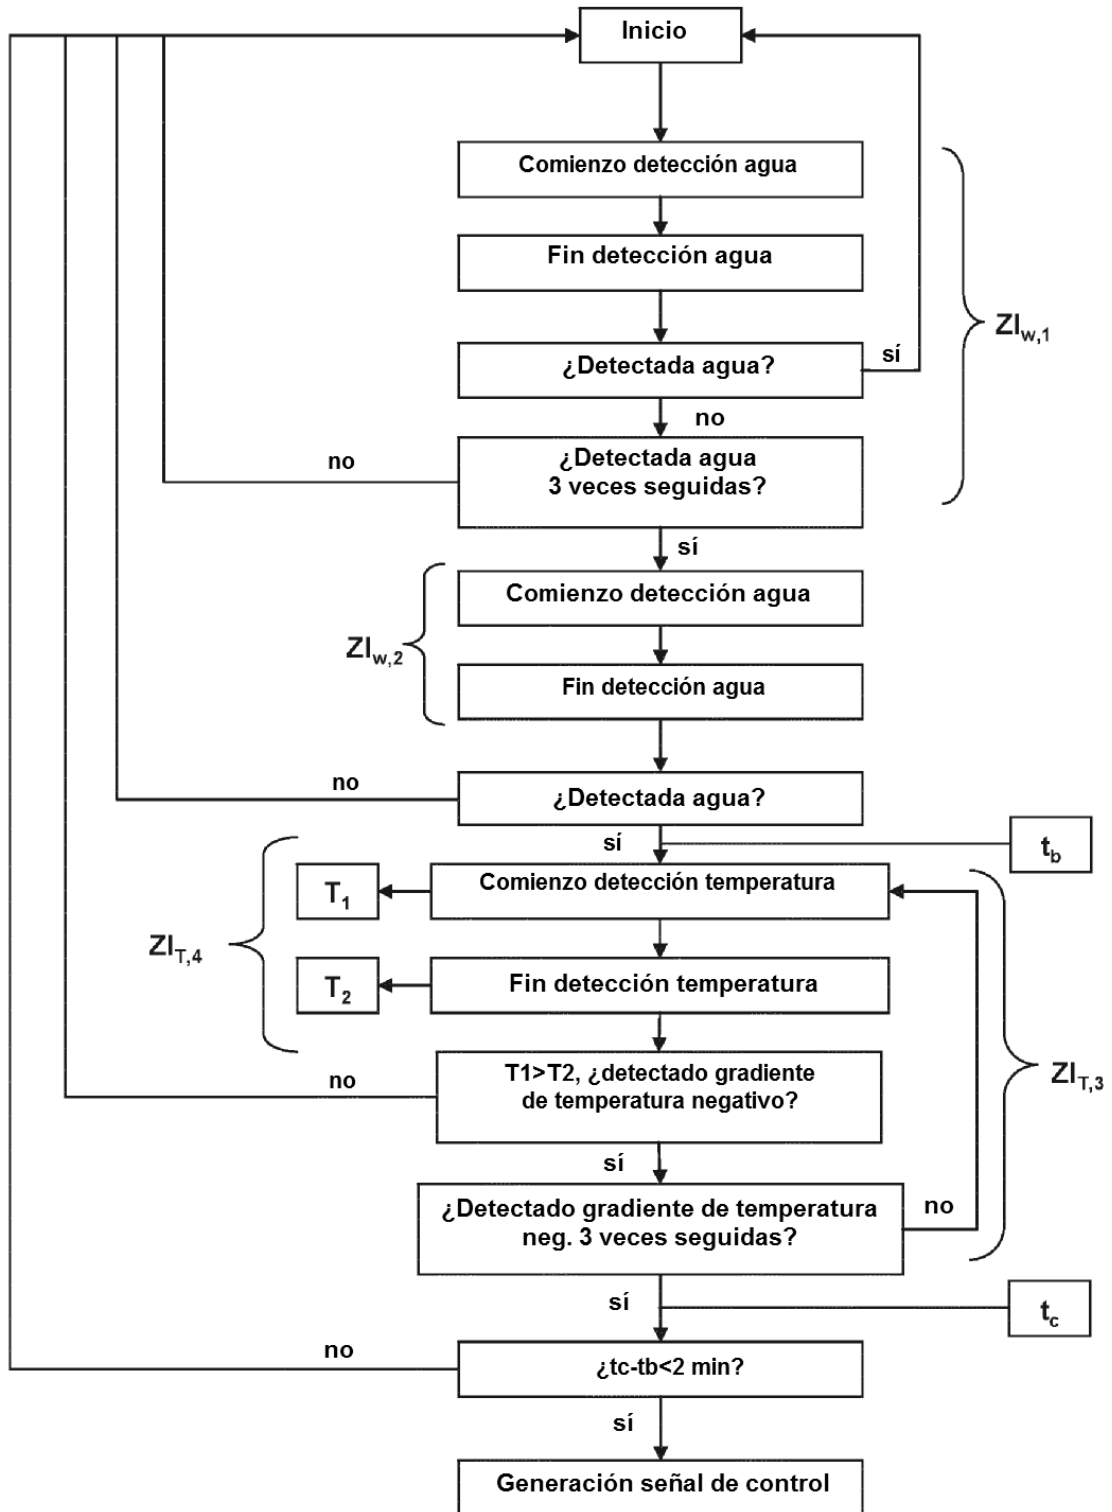 Inicio
Comienzo detección agua
Fin detección agua
ZIw,1
¿Detectada agua?
sí
no
¿Detectada agua
3 veces seguidas?
no
sí
Comienzo detección agua
ZIw,2
Fin detección agua
no
¿Detectada agua?
sí
tb
Comienzo detección temperatura
T1
ZIT,4
Fin detección temperatura
T2
T1>T2, ¿detectado gradiente
de temperatura negativo?
no
ZIT,3
sí
¿Detectado gradiente de temperatura
neg. 3 veces seguidas?
no
sí
tc
no
¿tc-tb<2 min?
sí
Generación señal de control